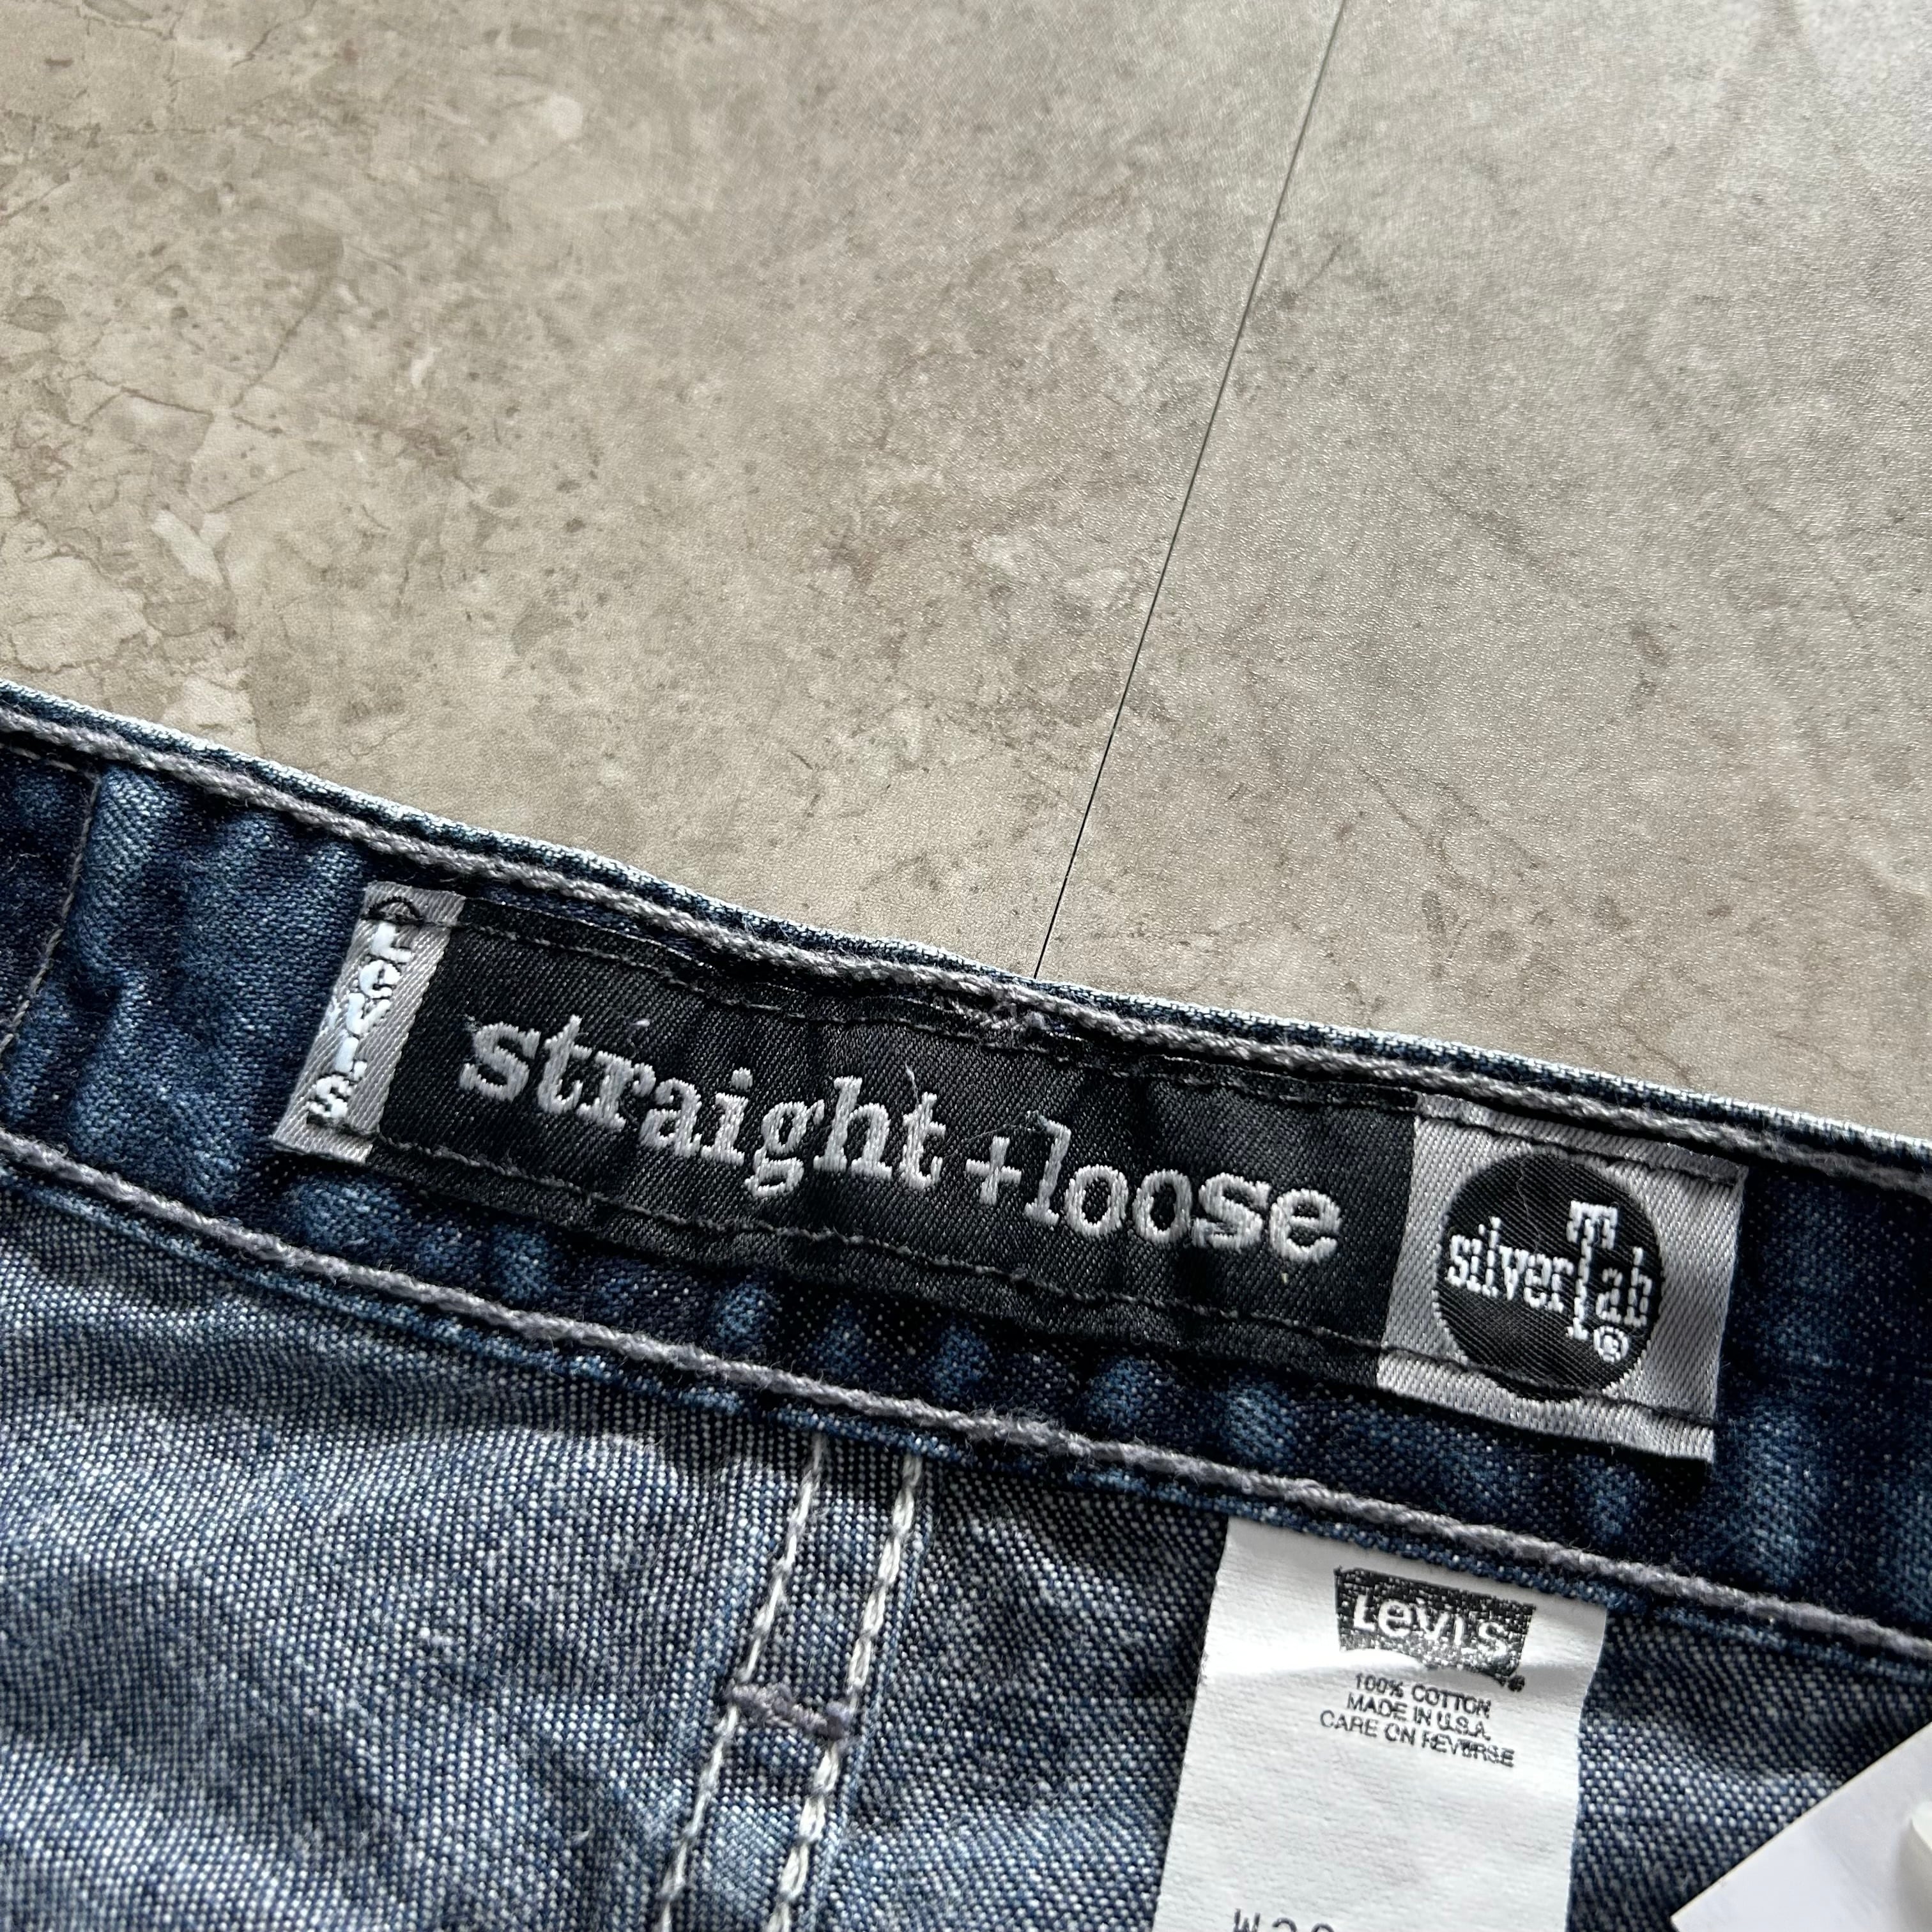 LEVI'S
straight + loose
silverTab®
LEVI'S
100% COTTON
MADE IN U.S.A.
CARE ON REVERSE